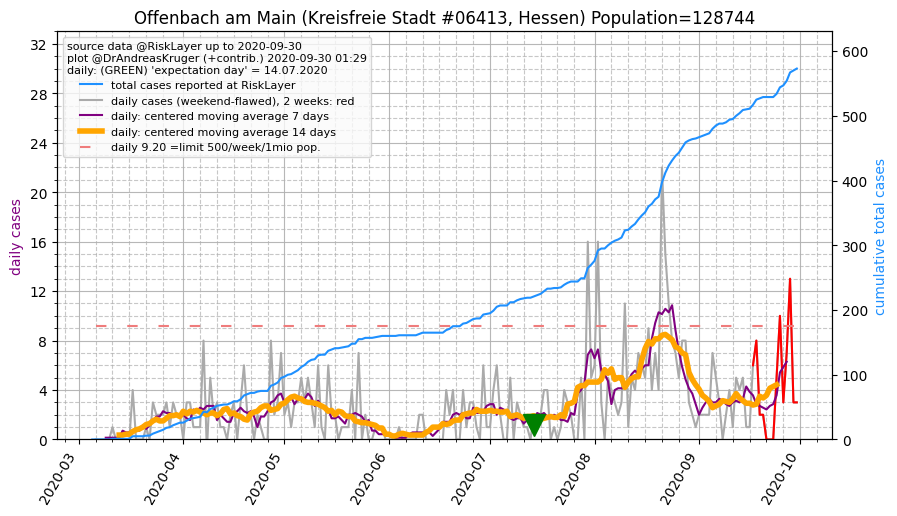 Offenbach am Main (Kreisfreie Stadt #06413, Hessen) Population=128744
source data @RiskLayer up to 2020-09-30
plot @DrAndreasKruger (+contrib.) 2020-09-30 01:29
daily: (GREEN) 'expectation day' = 14.07.2020
total cases reported at RiskLayer
daily cases (weekend-flawed), 2 weeks: red
daily: centered moving average 7 days
daily: centered moving average 14 days
daily 9.20 =limit 500/week/1mio pop.
daily cases
32
28
24
20
16
12
8
4
0
600
500
400
300
200
100
0
cumulative total cases
2020-03
2020-04
2020-05
2020-06
2020-07
2020-08
2020-09
2020-10